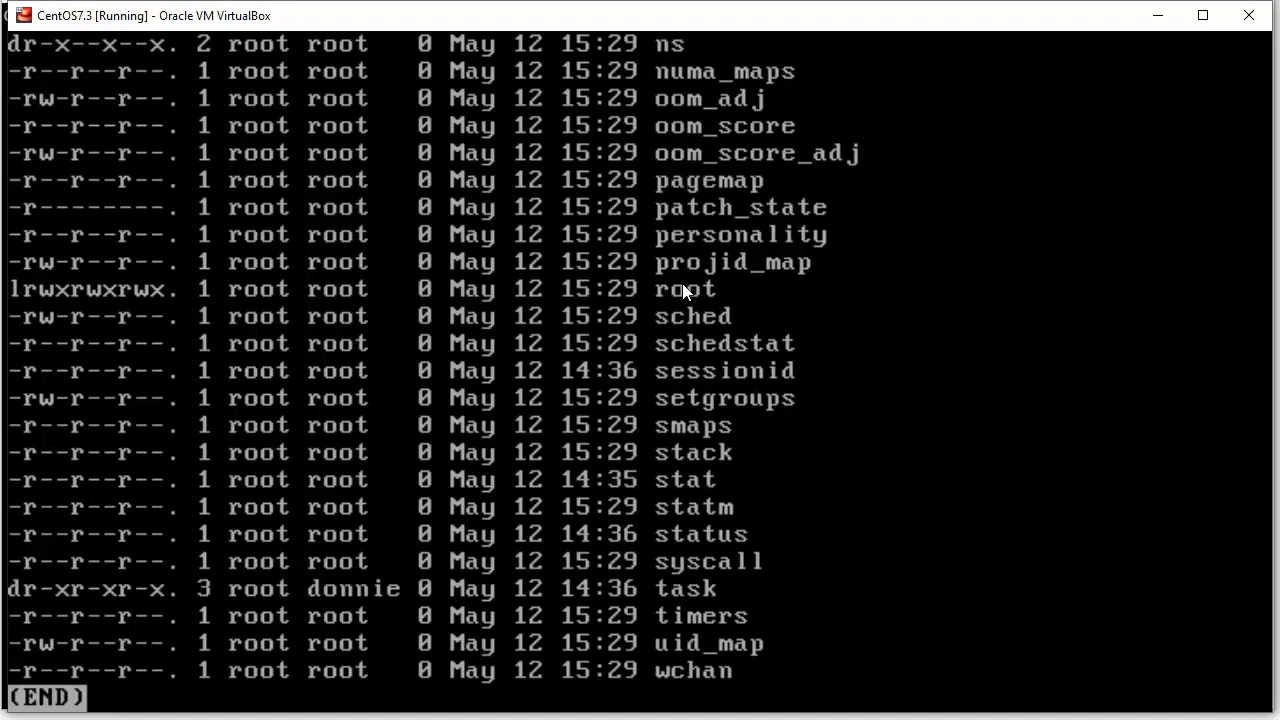 CentOS7.3 [Running] - Oracle VM VirtualBox
dr-x--x--x. 2 root root 0 May 12 15:29 ns
-r--r--r--. 1 root root 0 May 12 15:29 numa_maps
-rw-r--r--. 1 root root 0 May 12 15:29 oom_adj
-r--r--r--. 1 root root 0 May 12 15:29 oom_score
-rw-r--r--. 1 root root 0 May 12 15:29 oom_score_adj
-r--r--r--. 1 root root 0 May 12 15:29 pagemap
-r--------. 1 root root 0 May 12 15:29 patch_state
-r--r--r--. 1 root root 0 May 12 15:29 personality
-rw-r--r--. 1 root root 0 May 12 15:29 projid_map
lrwxrwxrwx. 1 root root 0 May 12 15:29 root
-rw-r--r--. 1 root root 0 May 12 15:29 sched
-r--r--r--. 1 root root 0 May 12 15:29 schedstat
-r--r--r--. 1 root root 0 May 12 14:36 sessionid
-rw-r--r--. 1 root root 0 May 12 15:29 setgroups
-r--r--r--. 1 root root 0 May 12 15:29 smaps
-r--r--r--. 1 root root 0 May 12 15:29 stack
-r--r--r--. 1 root root 0 May 12 14:35 stat
-r--r--r--. 1 root root 0 May 12 15:29 statm
-r--r--r--. 1 root root 0 May 12 14:36 status
-r--r--r--. 1 root root 0 May 12 15:29 syscall
dr-xr-xr-x. 3 root donnie 0 May 12 14:36 task
-r--r--r--. 1 root root 0 May 12 15:29 timers
-rw-r--r--. 1 root root 0 May 12 15:29 uid_map
-r--r--r--. 1 root root 0 May 12 15:29 wchan
(END)